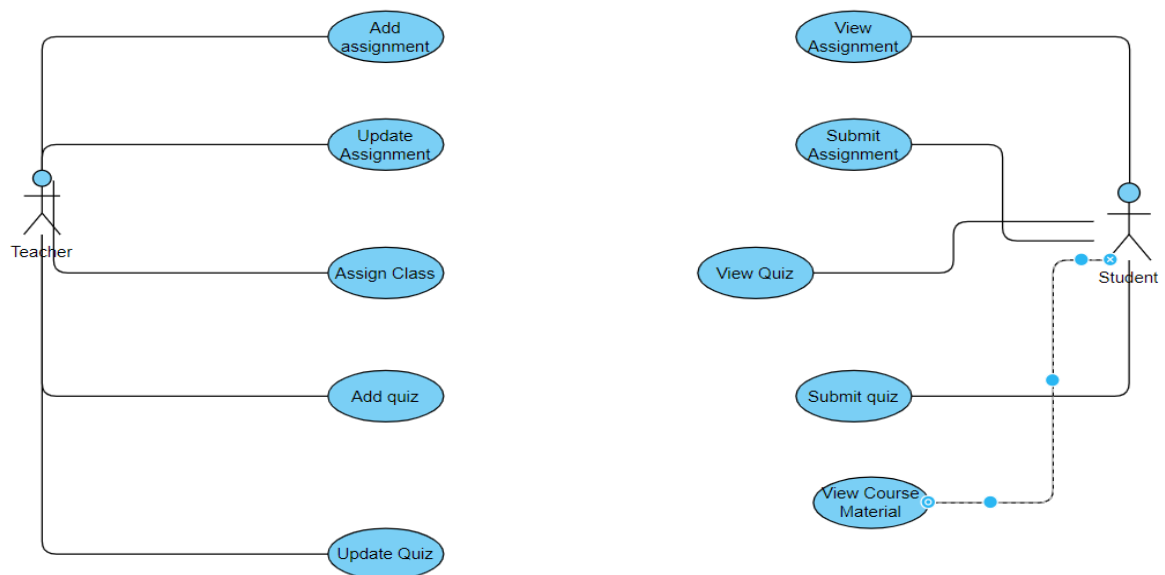 Add
assignment
View
Assignment
Update
Assignment
Submit
Assignment
Teacher
Assign Class
View Quiz
Student
Add quiz
Submit quiz
View Course
Material
Update Quiz